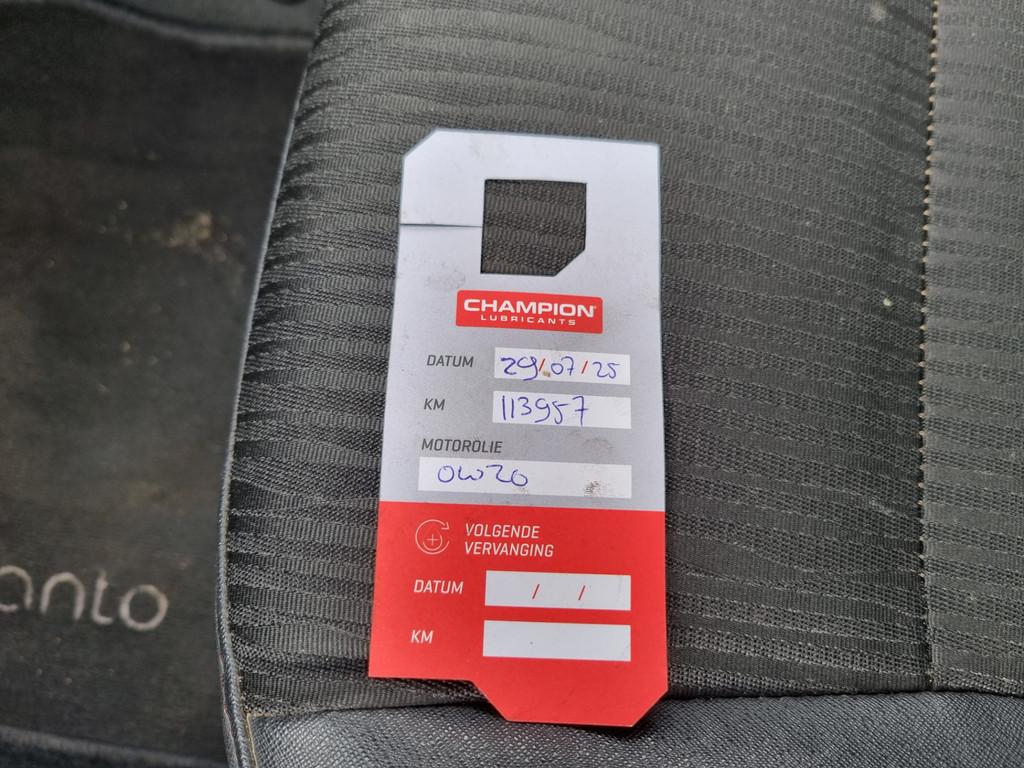 CHAMPION
LUBRICANTS
DATUM 29/07/25
KM 113957
MOTOROLIE
0W20
VOLGENDE
VERVANGING
DATUM / /
KM
anto